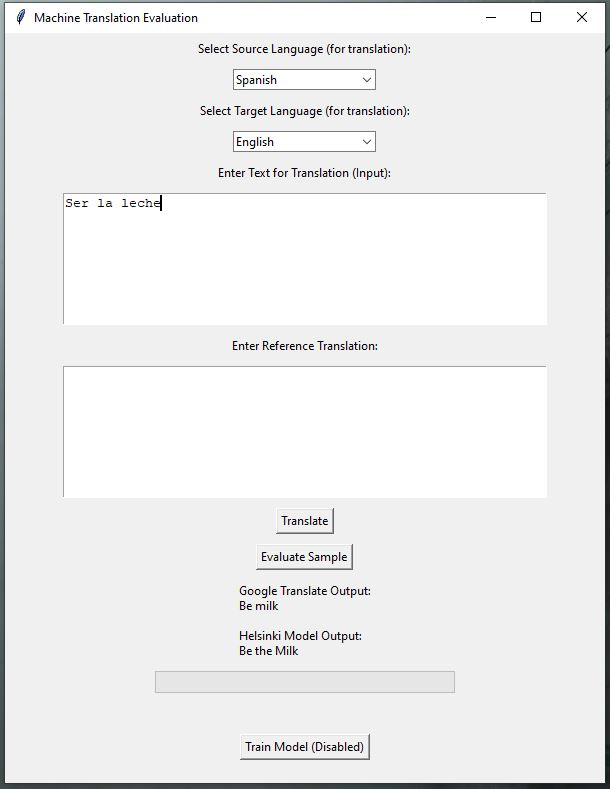 Machine Translation Evaluation
Select Source Language (for translation):
Spanish
Select Target Language (for translation):
English
Enter Text for Translation (Input):
Ser la leche
Enter Reference Translation:
Translate
Evaluate Sample
Google Translate Output:
Be milk
Helsinki Model Output:
Be the Milk
Train Model (Disabled)